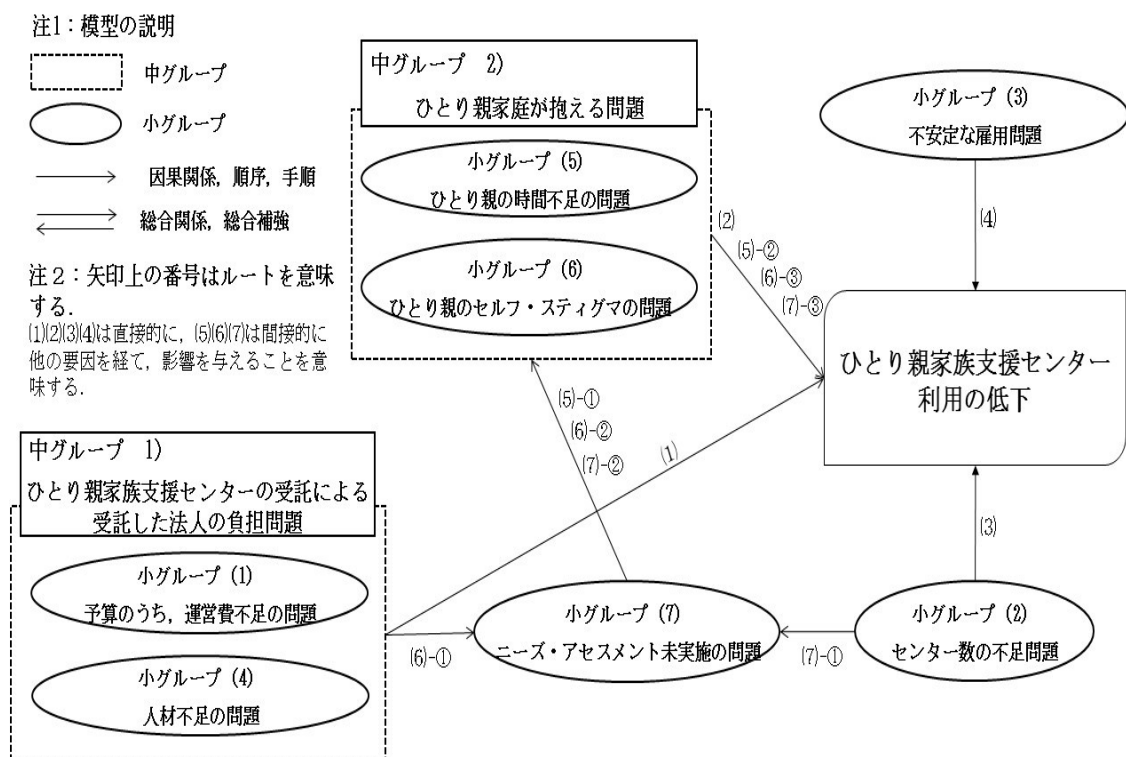 注1：模型の説明
中グループ
小グループ
因果関係，順序，手順
総合関係，総合補強
注２：矢印上の番号はルートを意味
する．
⑴⑵⑶⑷は直接的に，⑸⑹⑺は間接的に
他の要因を経て，影響を与えることを意
味する．
中グループ　2)
ひとり親家庭が抱える問題
小グループ (5)
ひとり親の時間不足の問題
小グループ (6)
ひとり親のセルフ・スティグマの問題
小グループ (3)
不安定な雇用問題
⑷
⑵
⑸-②
⑹-③
⑺-③
ひとり親家族支援センター
利用の低下
⑸-①
⑹-②
⑺-②
⑴
⑶
中グループ　1)
ひとり親家族支援センターの受託による
受託した法人の負担問題
小グループ (1)
予算のうち，運営費不足の問題
小グループ (4)
人材不足の問題
⑹-①
小グループ (7)
ニーズ・アセスメント未実施の問題
⑺-①
小グループ (2)
センター数の不足問題